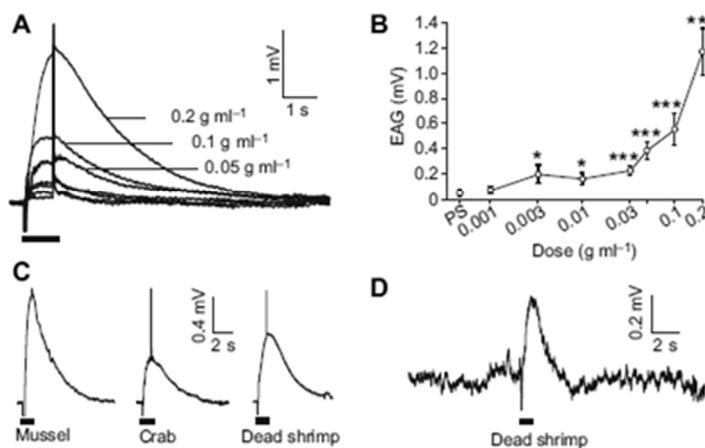 A
1 mV
1 s
0.2 g ml⁻¹
0.1 g ml⁻¹
0.05 g ml⁻¹
B
EAG (mV)
1.4
1.2
1.0
0.8
0.6
0.4
0.2
0
*
*
***
***
***
**
PS
0.001
0.003
0.01
0.03
0.1
0.2
Dose (g ml⁻¹)
C
0.4 mV
2 s
Mussel
Crab
Dead shrimp
D
0.2 mV
2 s
Dead shrimp